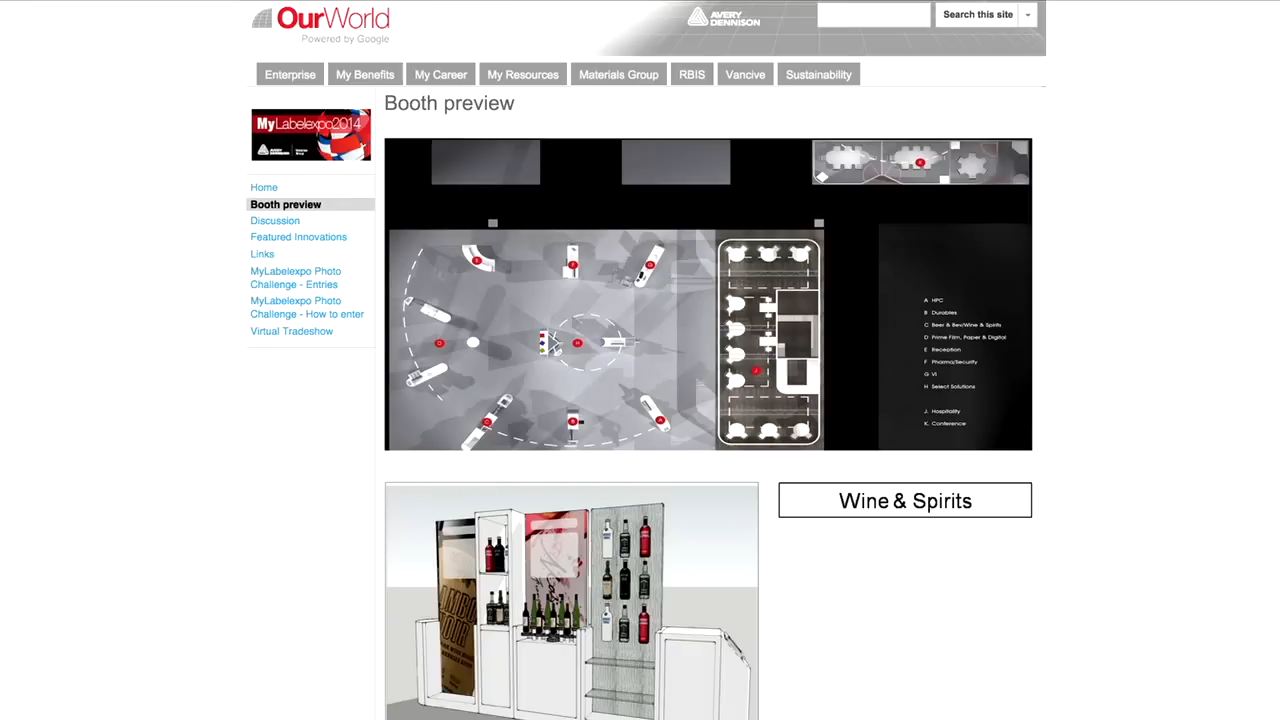 OurWorld
Powered by Google
AVERY
DENNISON
Search this site
Enterprise
My Benefits
My Career
My Resources
Materials Group
RBIS
Vancive
Sustainability
Booth preview
MyLabelexpo2014
AVERY
DENNISON
Home
Booth preview
Discussion
Featured Innovations
Links
MyLabelexpo Photo
Challenge - Entries
MyLabelexpo Photo
Challenge - How to enter
Virtual Tradeshow
K
E
F
G
D
H
J
C
B
A
A HPC
B Durables
C Beer & Bev/Wine & Spirits
D Prime Film, Paper & Digital
E Reception
F Pharma/Security
G VI
H Select Solutions
J. Hospitality
K. Conference
Wine & Spirits